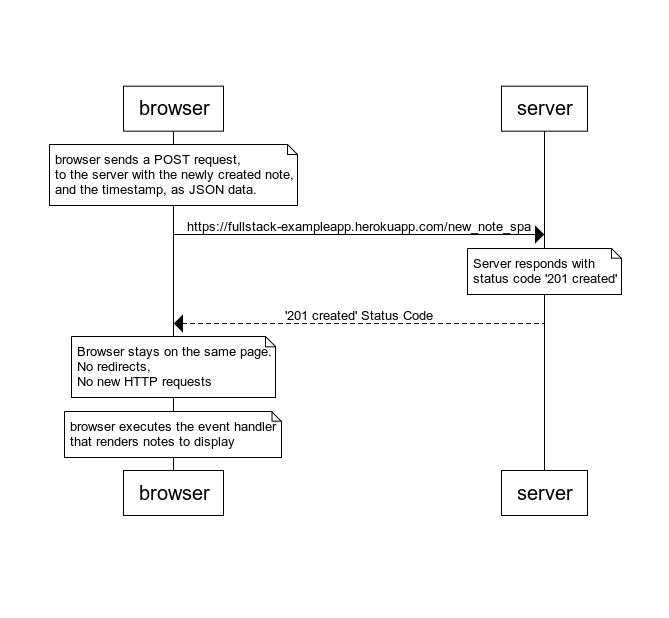 browser
server
browser sends a POST request,
to the server with the newly created note,
and the timestamp, as JSON data.
https://fullstack-exampleapp.herokuapp.com/new_note_spa
Server responds with
status code '201 created'
'201 created' Status Code
Browser stays on the same page.
No redirects,
No new HTTP requests
browser executes the event handler
that renders notes to display
browser
server